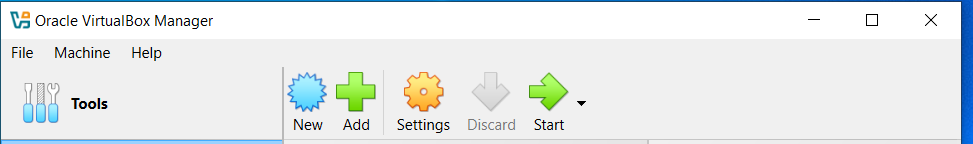 Oracle VirtualBox Manager
File Machine Help
Tools
New Add Settings Discard Start